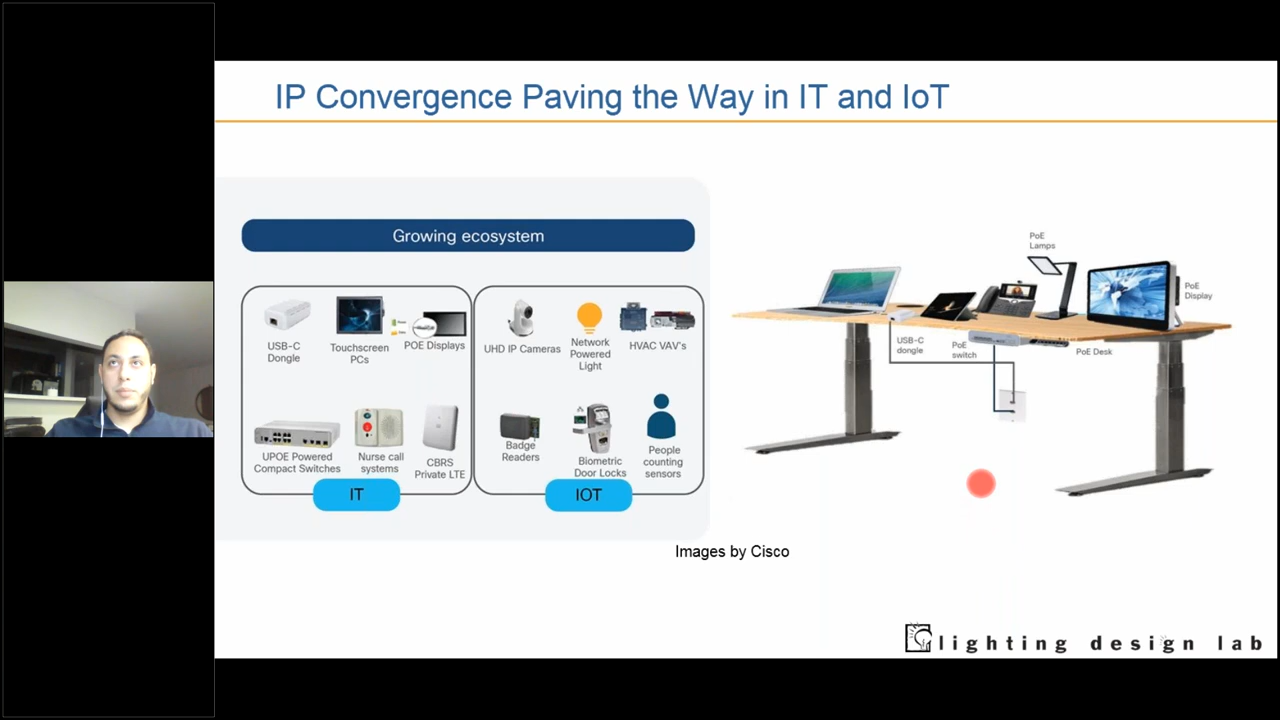 IP Convergence Paving the Way in IT and IoT
Growing ecosystem
USB-C
Dongle
Touchscreen
PCs
POE Displays
UHD IP Cameras
Network
Powered
Light
HVAC VAV's
UPOE Powered
Compact Switches
Nurse call
systems
CBRS
Private LTE
Badge
Readers
Biometric
Door Locks
People
counting
sensors
IT
IOT
PoE
Lamps
PoE
Display
USB-C
dongle
PoE
switch
PoE Desk
Images by Cisco
lighting design lab